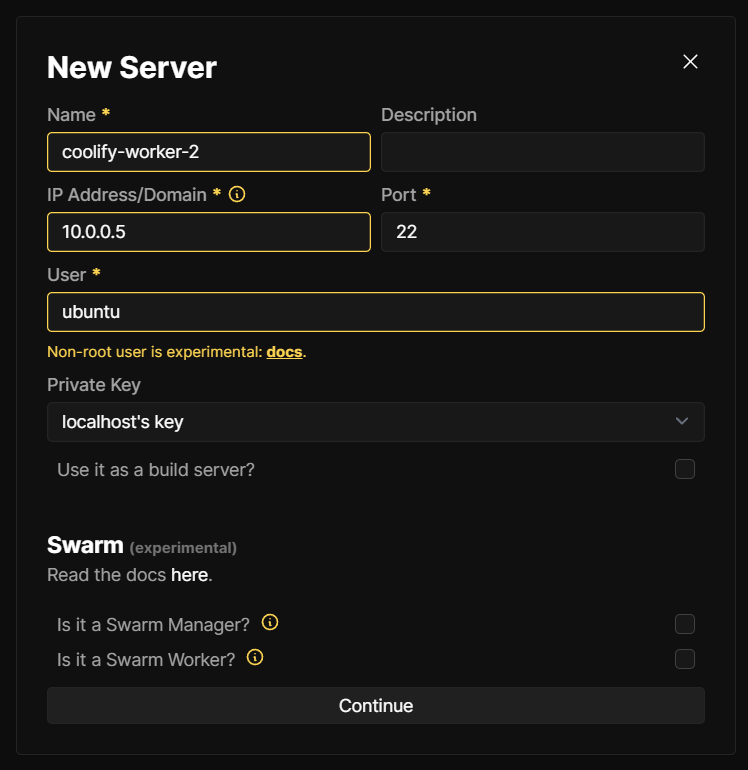 New Server
Name * Description
coolify-worker-2
IP Address/Domain * Port *
10.0.0.5 22
User *
ubuntu
Non-root user is experimental: docs.
Private Key
localhost's key
Use it as a build server?
Swarm (experimental)
Read the docs here.
Is it a Swarm Manager?
Is it a Swarm Worker?
Continue